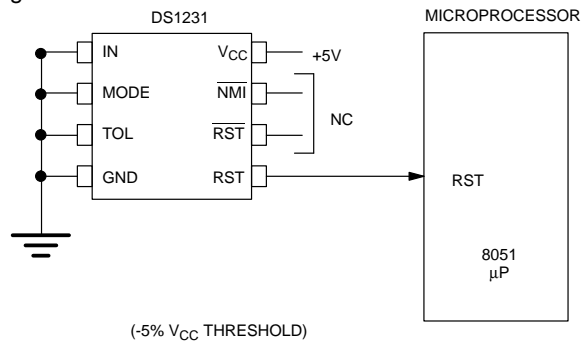 g
DS1231
MICROPROCESSOR
IN
VCC
+5V
MODE
NMI
NC
TOL
RST
GND
RST
RST
8051
μP
(-5% VCC THRESHOLD)